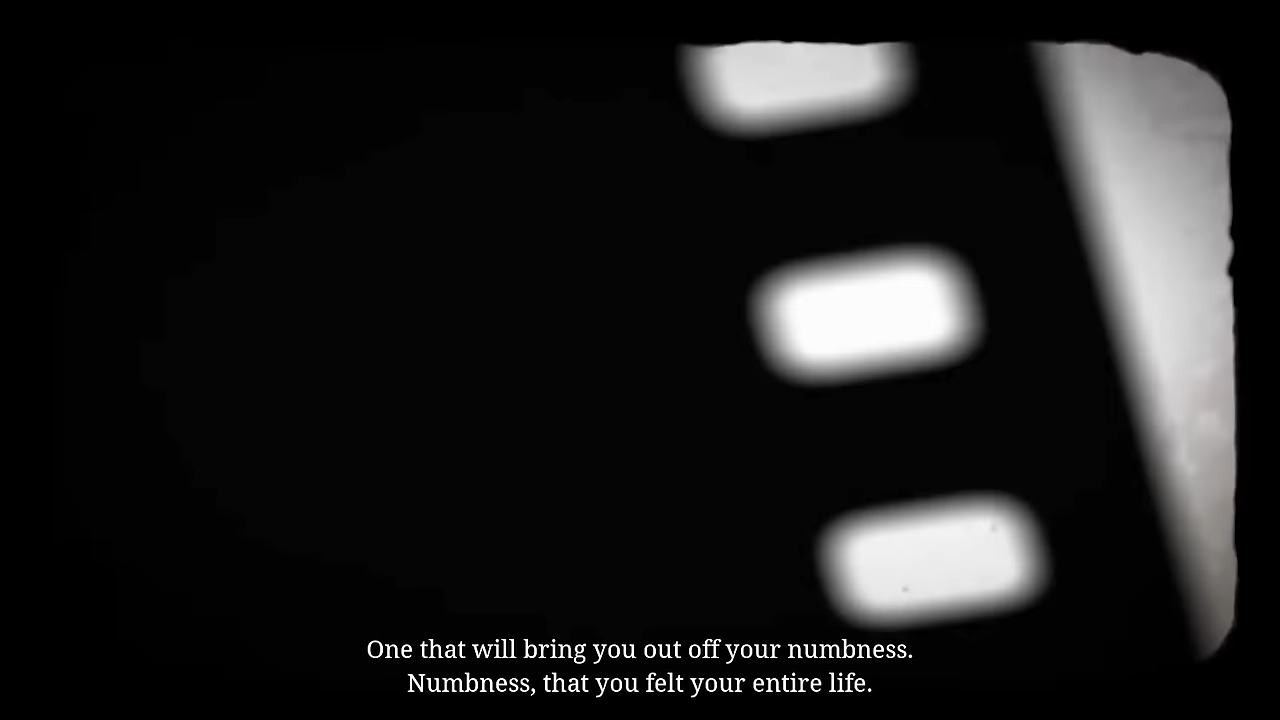 One that will bring you out off your numbness.
Numbness, that you felt your entire life.